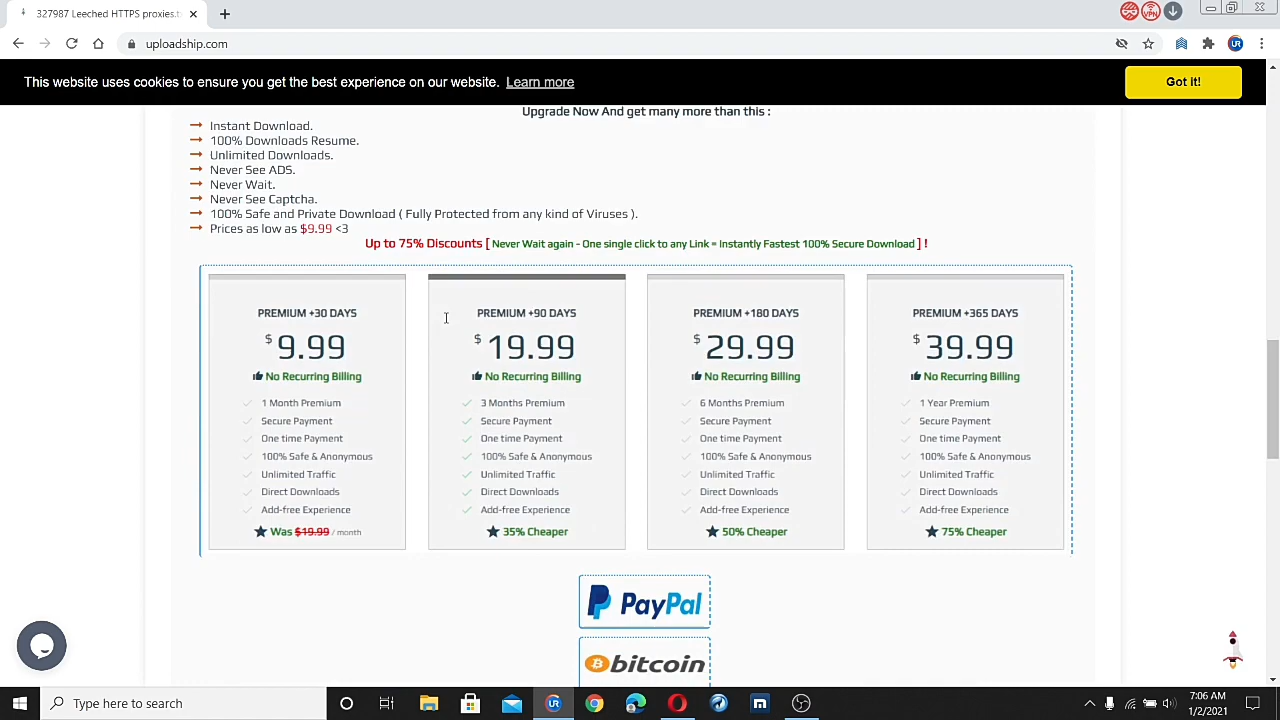 327987 Leeched HTTPS proxies.t
VPN
uploadship.com
UR
This website uses cookies to ensure you get the best experience on our website. Learn more
Got it!
Upgrade Now And get many more than this :
Instant Download.
100% Downloads Resume.
Unlimited Downloads.
Never See ADS.
Never Wait.
Never See Captcha.
100% Safe and Private Download ( Fully Protected from any kind of Viruses ).
Prices as low as $9.99 <3
Up to 75% Discounts [ Never Wait again - One single click to any Link = Instantly Fastest 100% Secure Download ] !
PREMIUM +30 DAYS
$ 9.99
No Recurring Billing
1 Month Premium
Secure Payment
One time Payment
100% Safe & Anonymous
Unlimited Traffic
Direct Downloads
Add-free Experience
Was $19.99 / month
PREMIUM +90 DAYS
$ 19.99
No Recurring Billing
3 Months Premium
Secure Payment
One time Payment
100% Safe & Anonymous
Unlimited Traffic
Direct Downloads
Add-free Experience
35% Cheaper
PREMIUM +180 DAYS
$ 29.99
No Recurring Billing
6 Months Premium
Secure Payment
One time Payment
100% Safe & Anonymous
Unlimited Traffic
Direct Downloads
Add-free Experience
50% Cheaper
PREMIUM +365 DAYS
$ 39.99
No Recurring Billing
1 Year Premium
Secure Payment
One time Payment
100% Safe & Anonymous
Unlimited Traffic
Direct Downloads
Add-free Experience
75% Cheaper
PayPal
bitcoin
Type here to search
UR
7:06 AM
1/2/2021